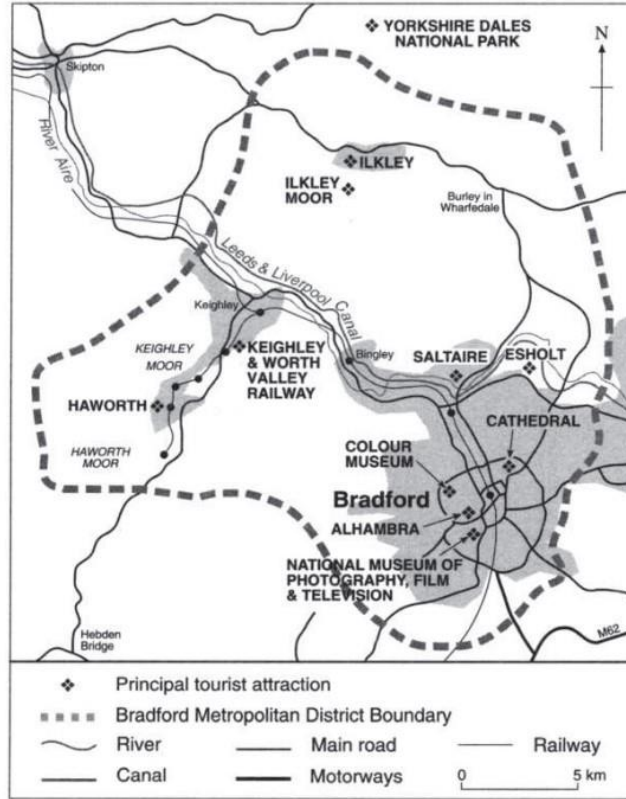 YORKSHIRE DALES
NATIONAL PARK
N
Skipton
River Aire
ILKLEY
ILKLEY
MOOR
Burley in
Wharfedale
Leeds & Liverpool Canal
Keighley
KEIGHLEY
MOOR
KEIGHLEY
& WORTH
VALLEY
RAILWAY
Bingley
SALTAIRE
ESHOLT
HAWORTH
CATHEDRAL
HAWORTH
MOOR
COLOUR
MUSEUM
Bradford
ALHAMBRA
NATIONAL MUSEUM OF
PHOTOGRAPHY, FILM
& TELEVISION
Hebden
Bridge
M62
Principal tourist attraction
Bradford Metropolitan District Boundary
River
Main road
Railway
Canal
Motorways
0
5 km